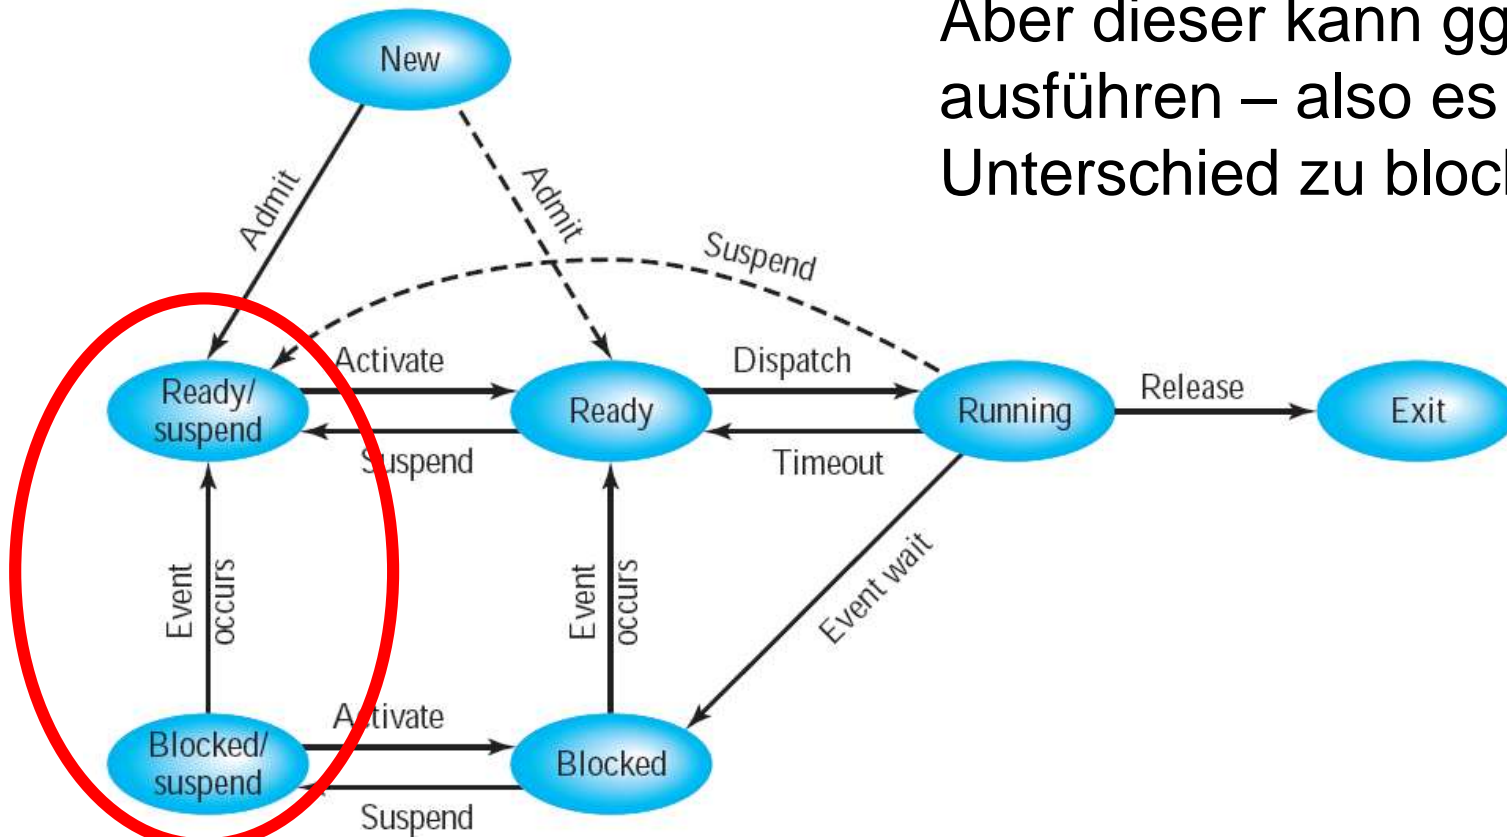 Aber dieser kann gg
ausführen – also es
Unterschied zu bloc
New
Admit
Admit
Suspend
Ready/
suspend
Activate
Suspend
Ready
Dispatch
Timeout
Running
Release
Exit
Event
occurs
Event
occurs
Event wait
Blocked/
suspend
Activate
Suspend
Blocked